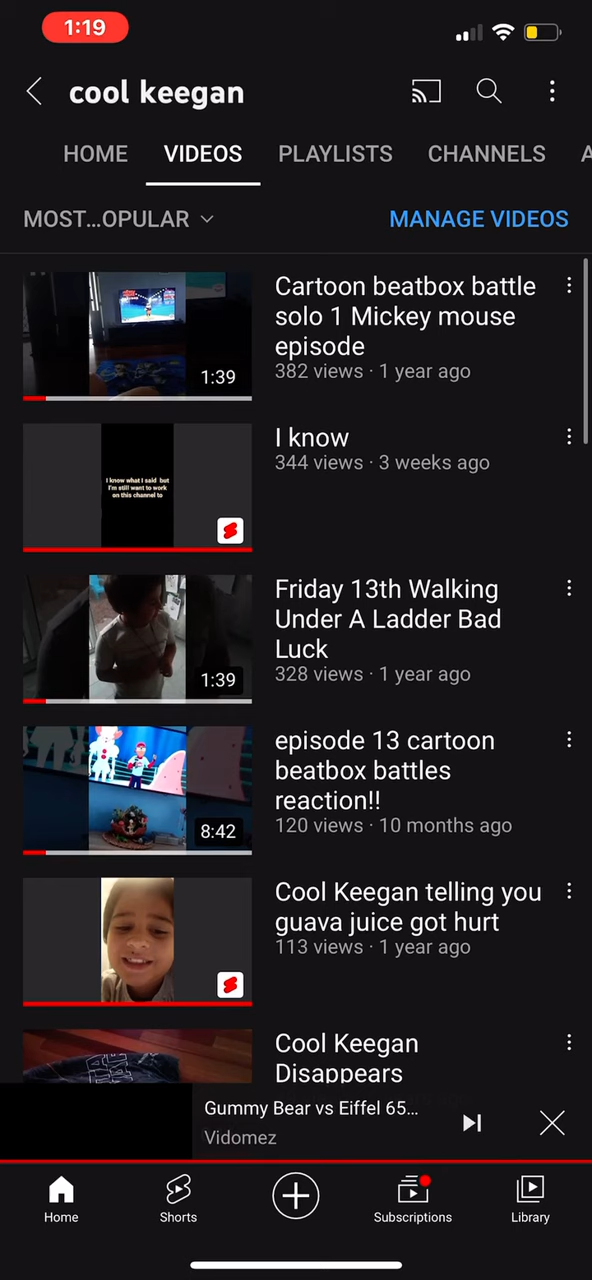 1:19
cool keegan
HOME VIDEOS PLAYLISTS CHANNELS A
MOST...OPULAR MANAGE VIDEOS
Cartoon beatbox battle
solo 1 Mickey mouse
episode
382 views · 1 year ago
1:39
I know
344 views · 3 weeks ago
I know what I said but
I'm still want to work
on this channel to
Friday 13th Walking
Under A Ladder Bad
Luck
328 views · 1 year ago
1:39
episode 13 cartoon
beatbox battles
reaction!!
120 views · 10 months ago
8:42
Cool Keegan telling you
guava juice got hurt
113 views · 1 year ago
Cool Keegan
Disappears
Gummy Bear vs Eiffel 65...
Vidomez
Home Shorts Subscriptions Library